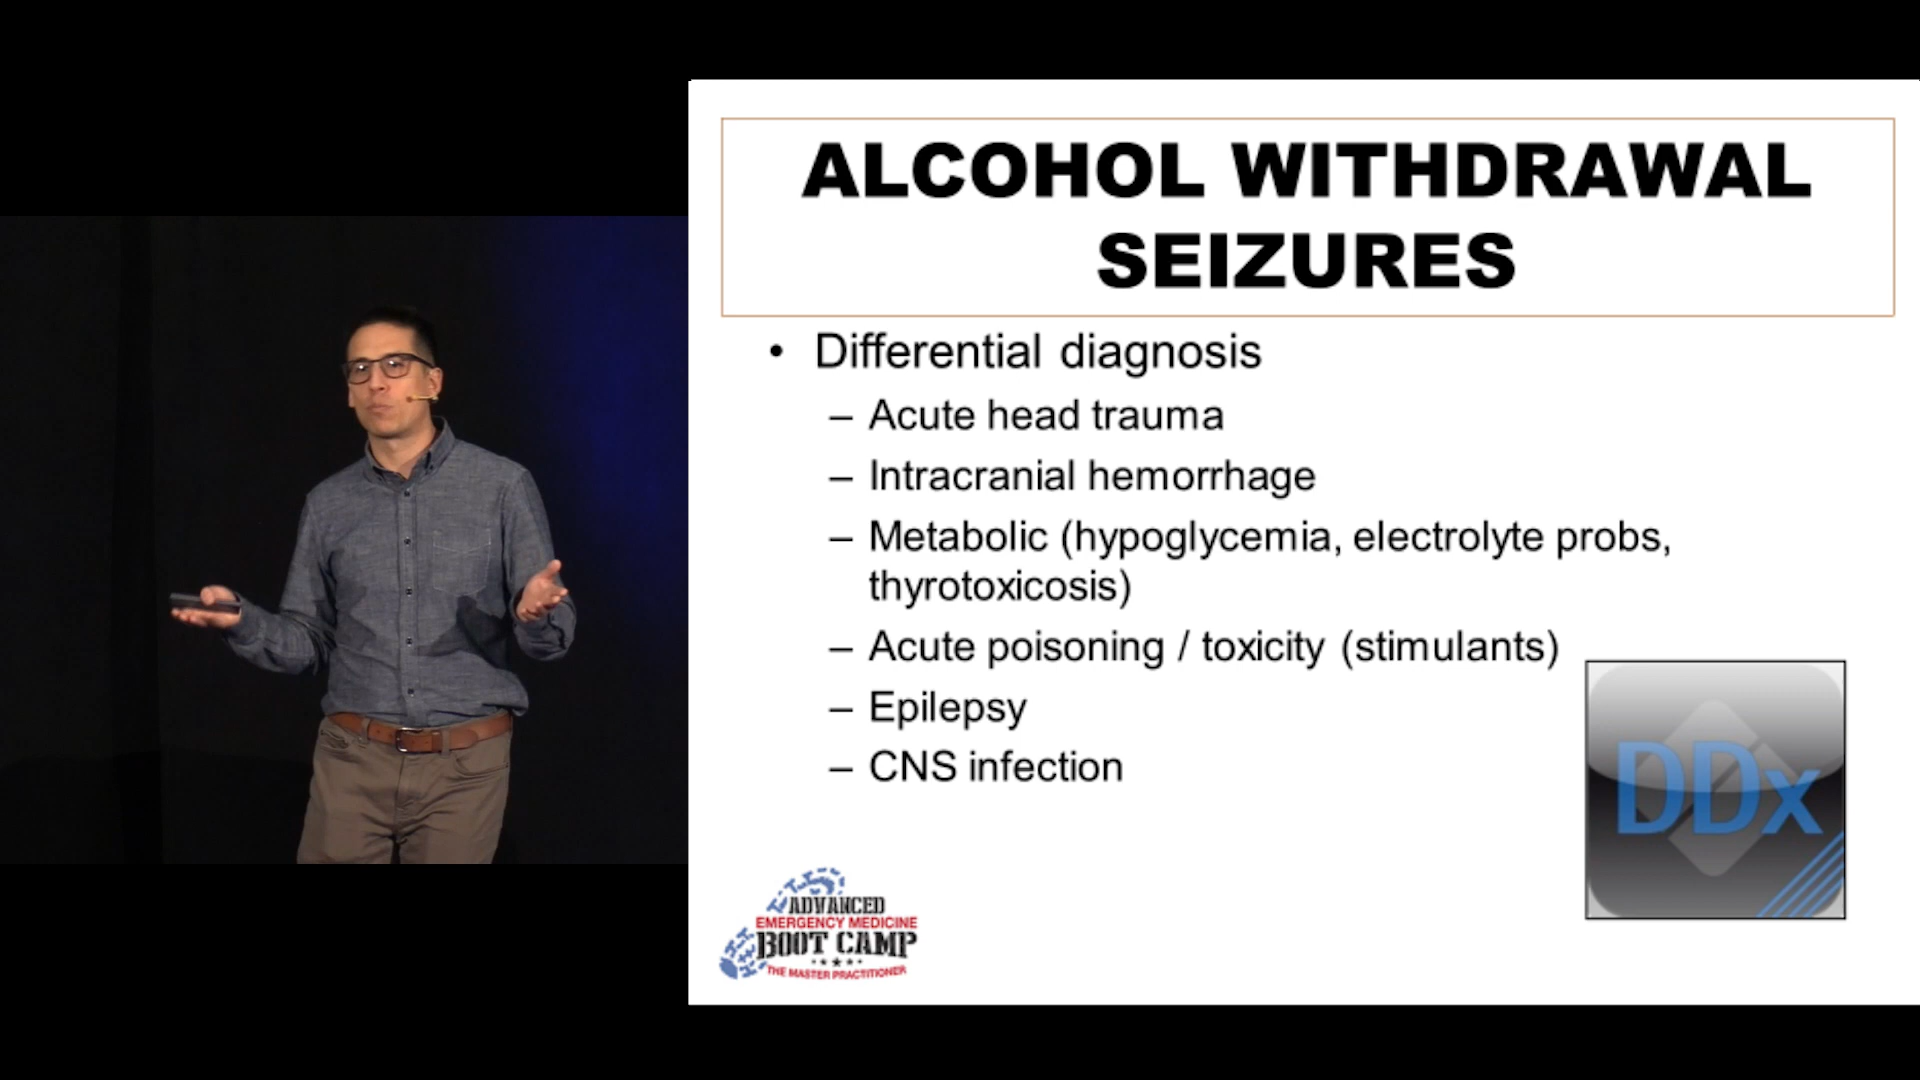 ALCOHOL WITHDRAWAL
SEIZURES
• Differential diagnosis
– Acute head trauma
– Intracranial hemorrhage
– Metabolic (hypoglycemia, electrolyte probs,
thyrotoxicosis)
– Acute poisoning / toxicity (stimulants)
– Epilepsy
– CNS infection
DDx
ADVANCED
EMERGENCY MEDICINE
BOOT CAMP
THE MASTER PRACTITIONER